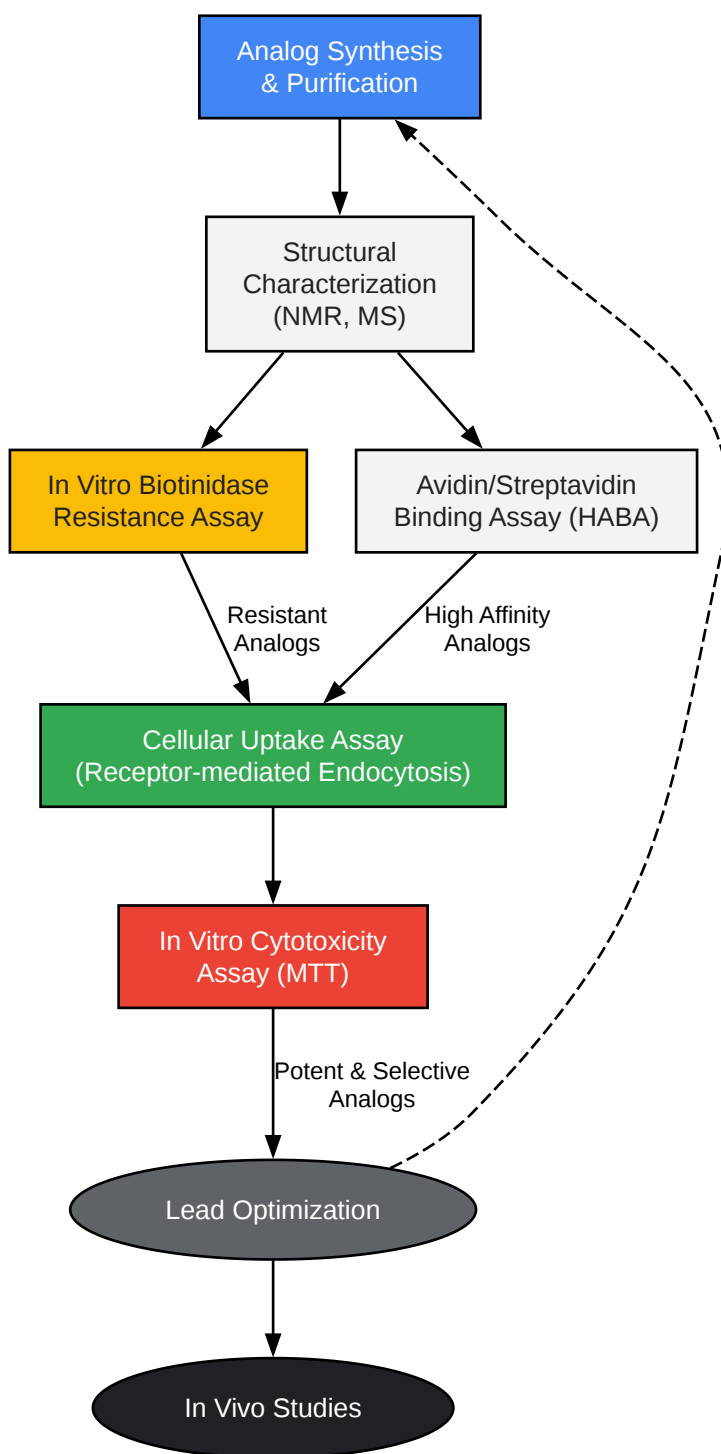 Analog Synthesis
& Purification
Structural
Characterization
(NMR, MS)
In Vitro Biotinidase
Resistance Assay
Avidin/Streptavidin
Binding Assay (HABA)
Resistant
Analogs
High Affinity
Analogs
Cellular Uptake Assay
(Receptor-mediated Endocytosis)
In Vitro Cytotoxicity
Assay (MTT)
Potent & Selective
Analogs
Lead Optimization
In Vivo Studies